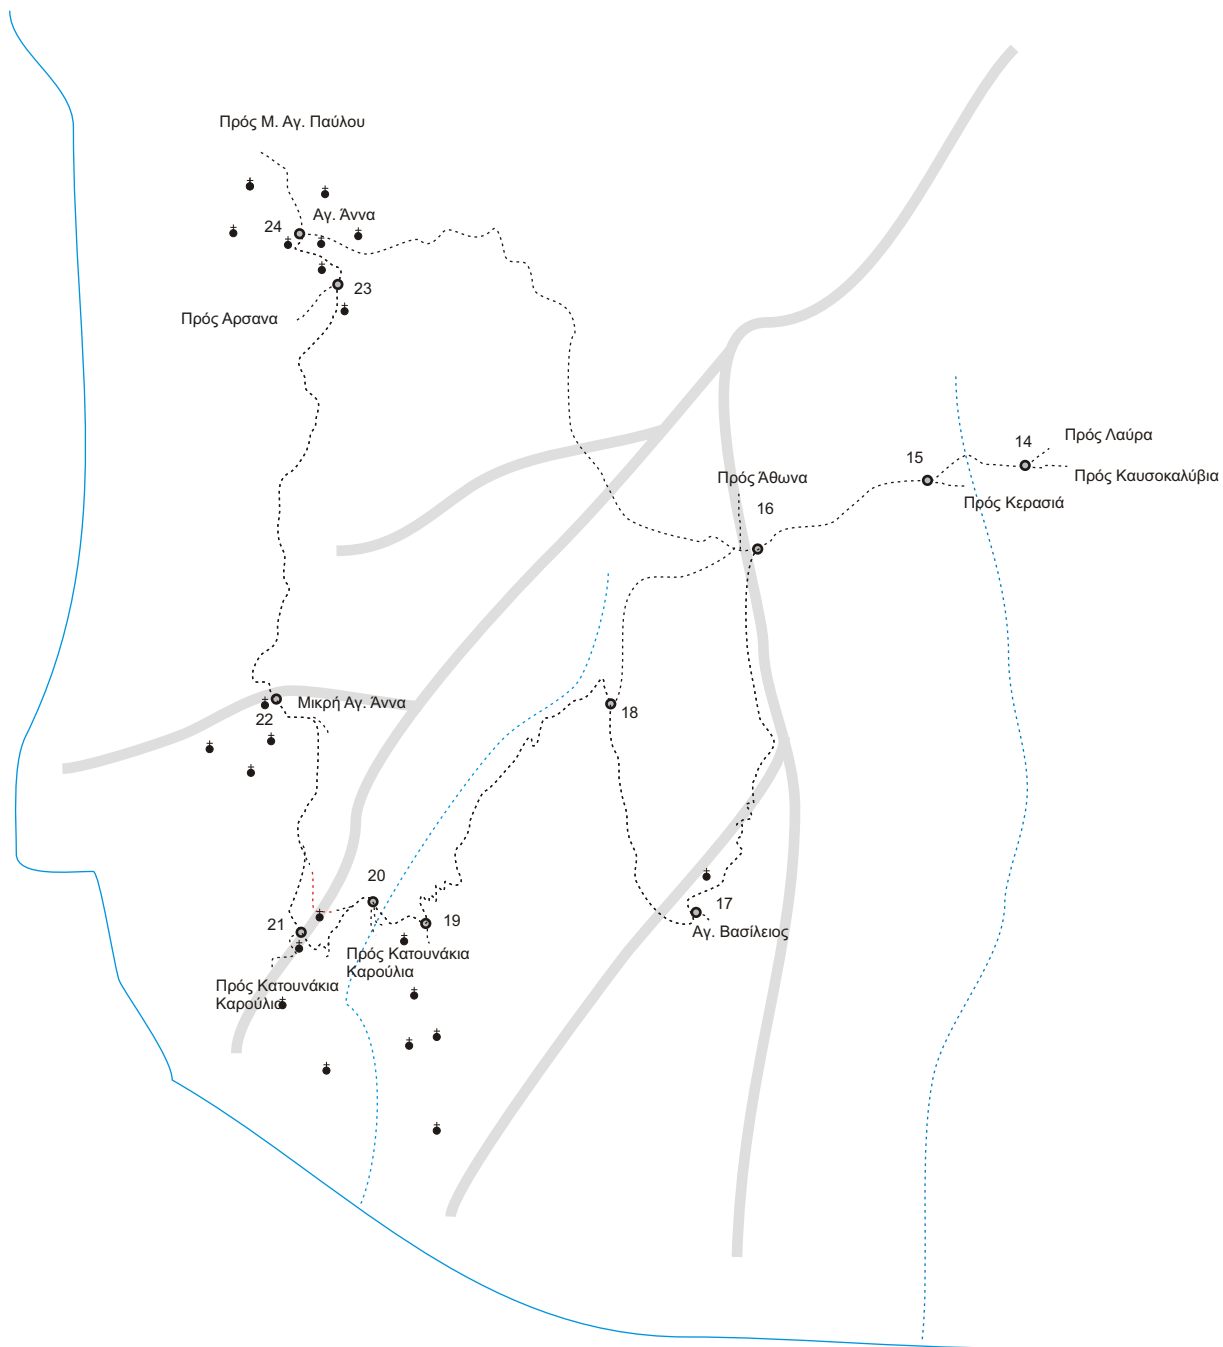 Πρός Μ. Αγ. Παύλου
24
Αγ. Άννα
23
Πρός Αρσανα
14
Πρός Λαύρα
15
Πρός Καυσοκαλύβια
Πρός Άθωνα
Πρός Κερασιά
16
Μικρή Αγ. Άννα
22
18
20
17
19
21
Αγ. Βασίλειος
Πρός Κατουνάκια
Καρούλια
Πρός Κατουνάκια
Καρούλια